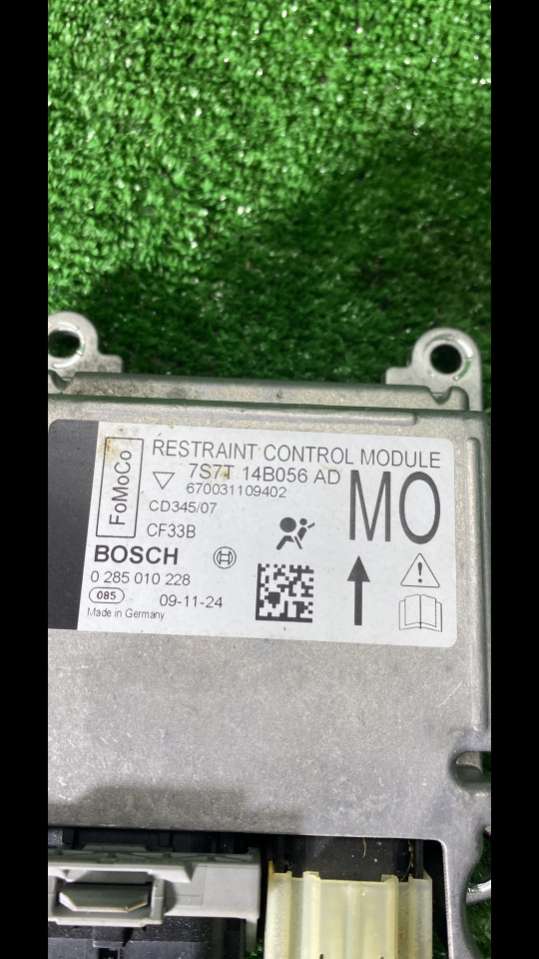 RESTRAINT CONTROL MODULE
FoMoCo
7S7T 14B056 AD
670031109402
MO
CD345/07
CF33B
BOSCH
0 285 010 228
085
09-11-24
Made in Germany